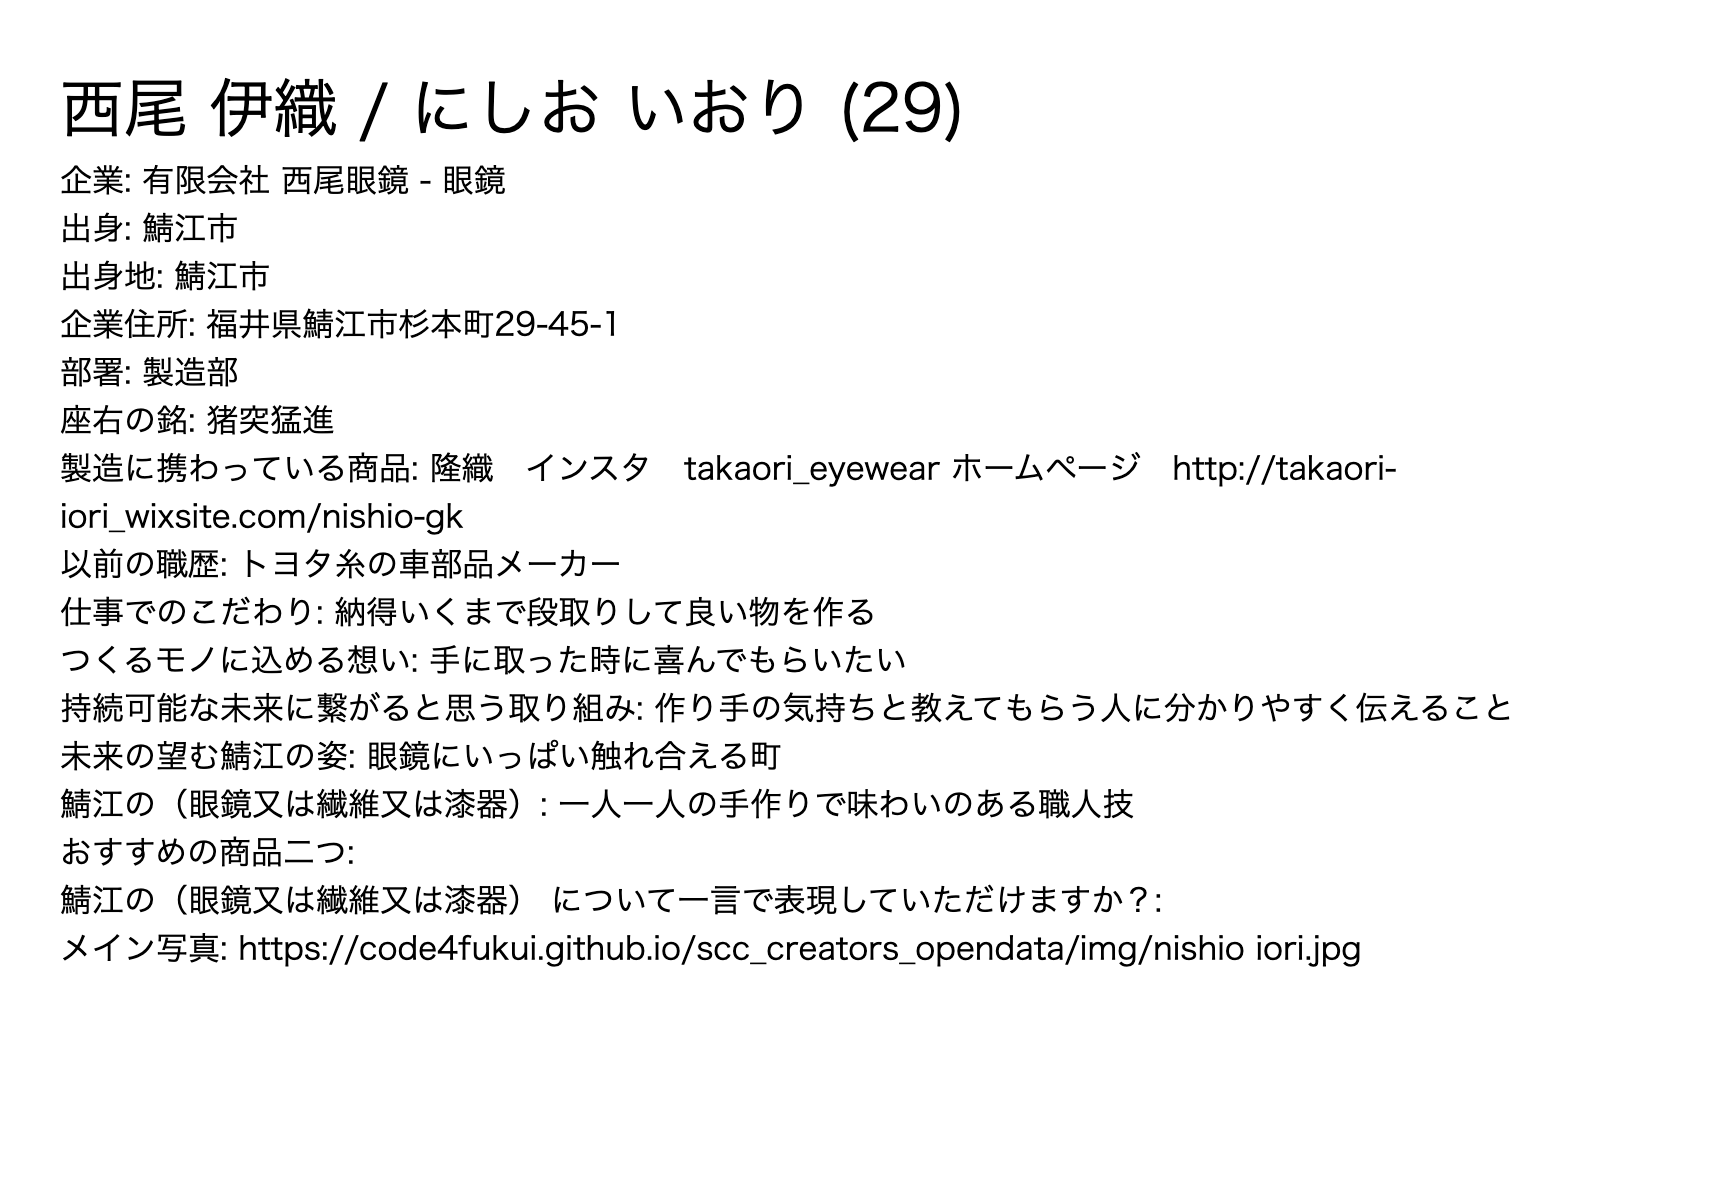 西尾 伊織 / にしお いおり (29)
企業: 有限会社 西尾眼鏡 - 眼鏡
出身: 鯖江市
出身地: 鯖江市
企業住所: 福井県鯖江市杉本町29-45-1
部署: 製造部
座右の銘: 猪突猛進
製造に携わっている商品: 隆織　インスタ　takaori_eyewear ホームページ　http://takaori-
iori_wixsite.com/nishio-gk
以前の職歴: トヨタ糸の車部品メーカー
仕事でのこだわり: 納得いくまで段取りして良い物を作る
つくるモノに込める想い: 手に取った時に喜んでもらいたい
持続可能な未来に繋がると思う取り組み: 作り手の気持ちと教えてもらう人に分かりやすく伝えること
未来の望む鯖江の姿: 眼鏡にいっぱい触れ合える町
鯖江の（眼鏡又は繊維又は漆器）: 一人一人の手作りで味わいのある職人技
おすすめの商品二つ:
鯖江の（眼鏡又は繊維又は漆器） について一言で表現していただけますか？:
メイン写真: https://code4fukui.github.io/scc_creators_opendata/img/nishio iori.jpg